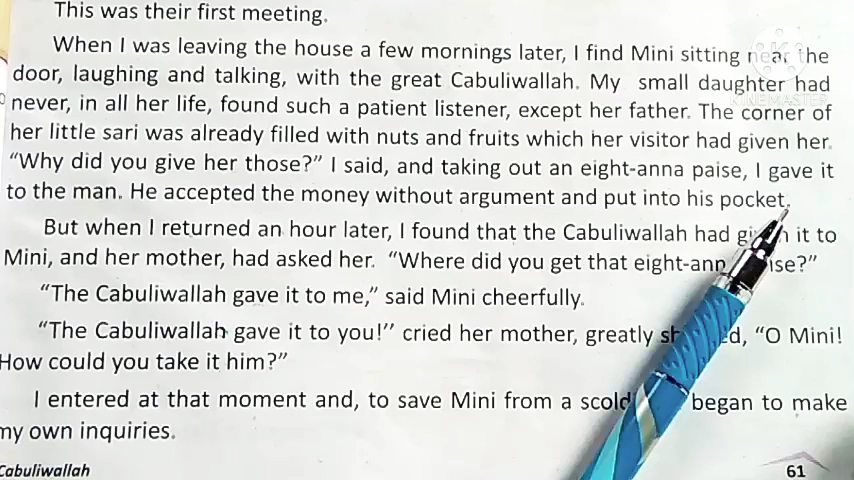 This was their first meeting.
When I was leaving the house a few mornings later, I find Mini sitting near the
door, laughing and talking, with the great Cabuliwallah. My small daughter had
never, in all her life, found such a patient listener, except her father. The corner of
her little sari was already filled with nuts and fruits which her visitor had given her.
“Why did you give her those?” I said, and taking out an eight-anna paise, I gave it
to the man. He accepted the money without argument and put into his pocket.
But when I returned an hour later, I found that the Cabuliwallah had it to
Mini, and her mother, had asked her. “Where did you get that
“The Cabuliwallah gave it to me,” said Mini cheerfully.
“The Cabuliwallah gave it to you!” cried her mother, greatly “O Mini!
How could you take it him?”
I entered at that moment and, to save Mini from a began to make
my own inquiries.
Cabuliwallah 61
KINEMASTER